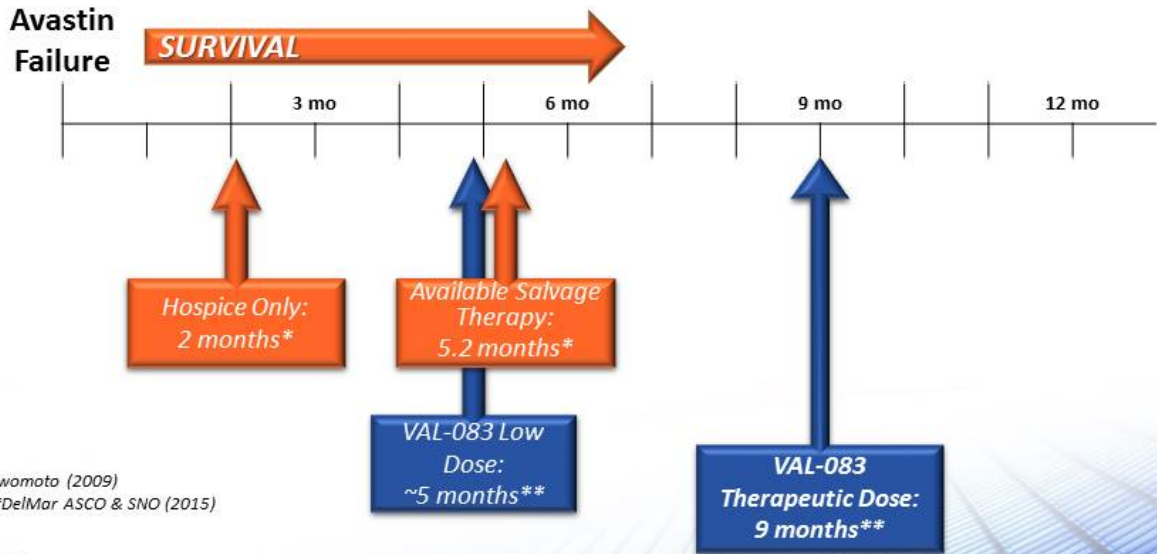 Avastin
Failure
SURVIVAL
3 mo
6 mo
9 mo
12 mo
Hospice Only:
2 months*
Available Salvage
Therapy:
5.2 months*
VAL-083 Low
Dose:
~5 months**
VAL-083
Therapeutic Dose:
9 months**
(2009)
ASCO & SNO (2015)